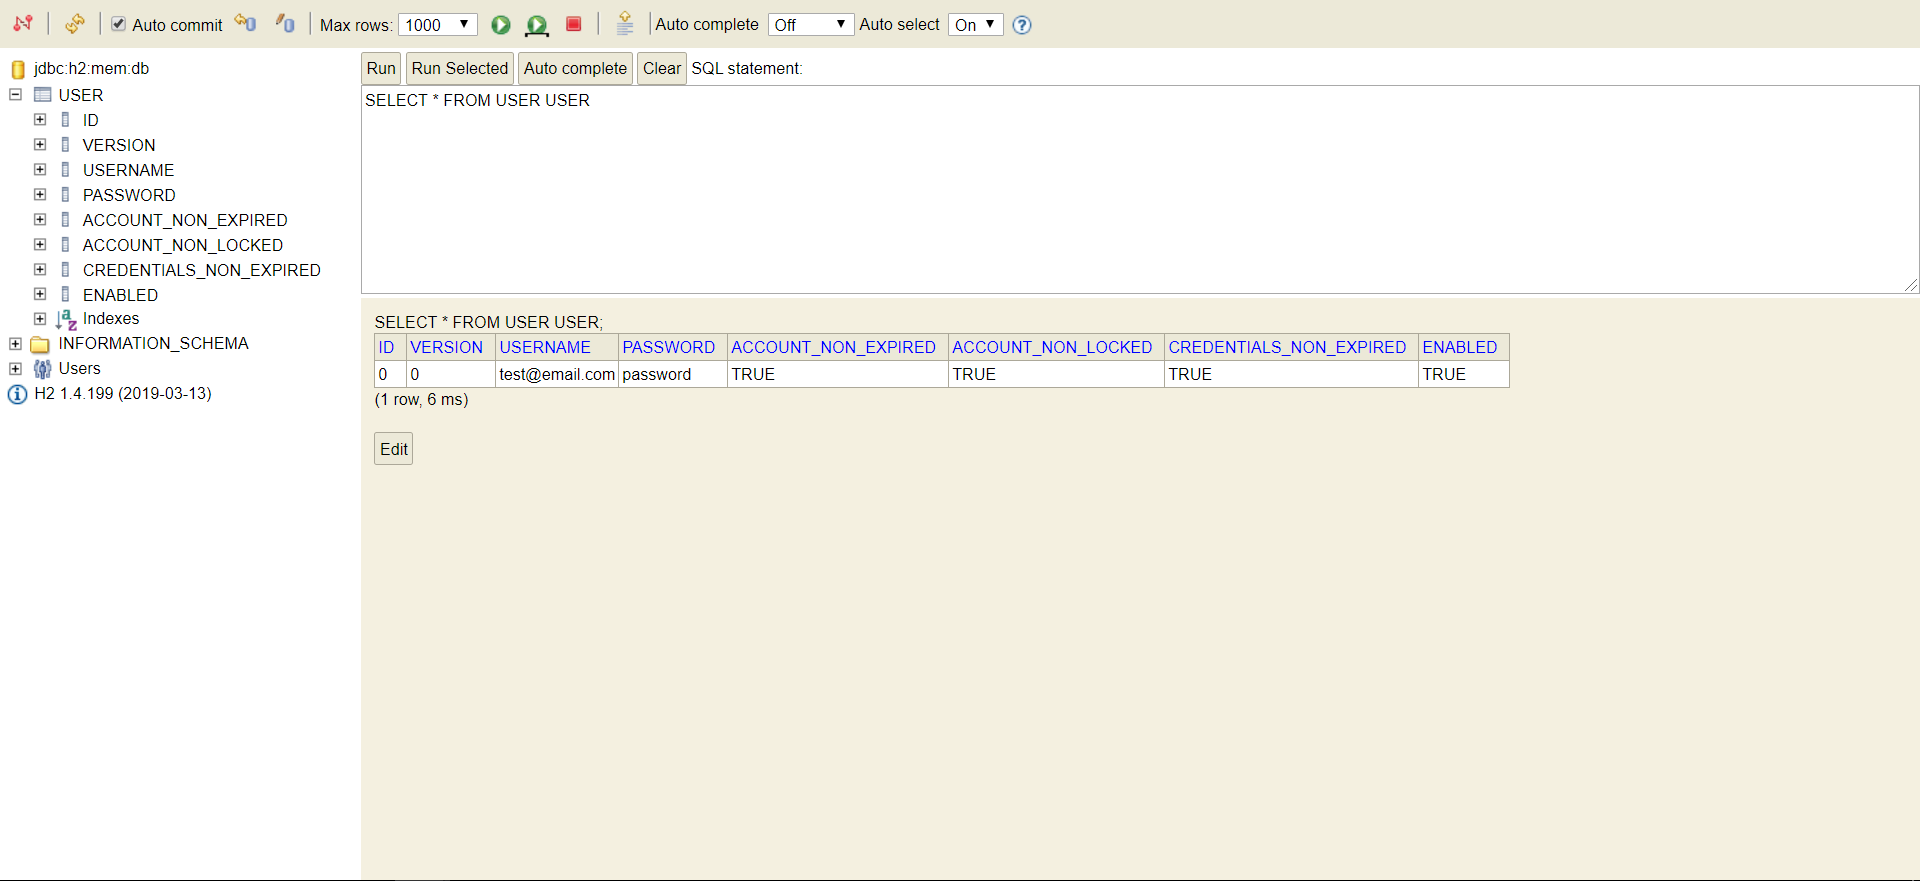 Auto commit Max rows: 1000 Auto complete Off Auto select On ?
jdbc:h2:mem:db
USER
ID
VERSION
USERNAME
PASSWORD
ACCOUNT_NON_EXPIRED
ACCOUNT_NON_LOCKED
CREDENTIALS_NON_EXPIRED
ENABLED
Indexes
INFORMATION_SCHEMA
Users
H2 1.4.199 (2019-03-13)
Run Run Selected Auto complete Clear SQL statement:
SELECT * FROM USER USER
SELECT * FROM USER USER;
ID VERSION USERNAME PASSWORD ACCOUNT_NON_EXPIRED ACCOUNT_NON_LOCKED CREDENTIALS_NON_EXPIRED ENABLED
0 0 test@email.com password TRUE TRUE TRUE TRUE
(1 row, 6 ms)
Edit